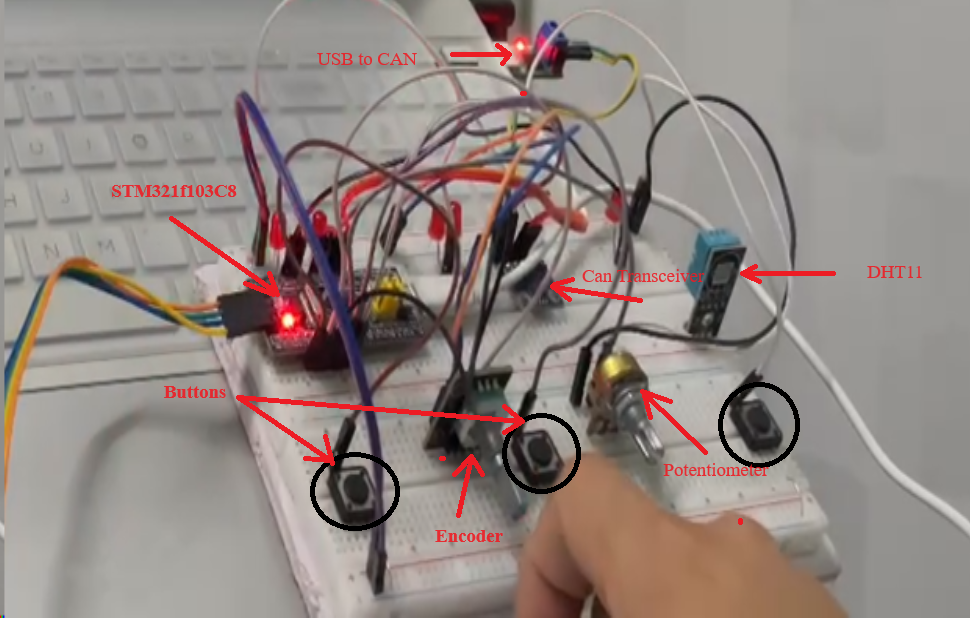 USB to CAN
U I O
STM321f103C8
H J
Can Transceiver
DHT11
N M
Buttons
Potentiometer
Encoder